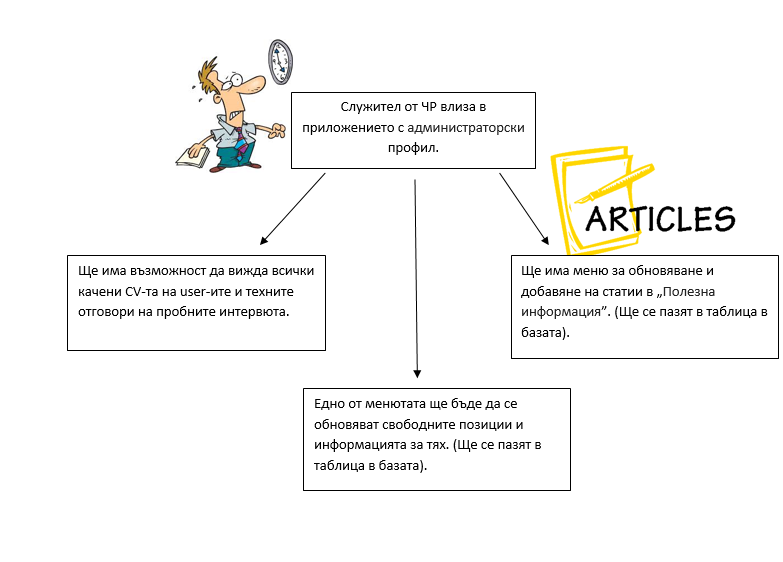 Служител от ЧР влиза в
приложението с администраторски
профил.
ARTICLES
Ще има възможност да вижда всички
качени CV-та на user-ите и техните
отговори на пробните интервюта.
Ще има меню за обновяване и
добавяне на статии в „Полезна
информация”. (Ще се пазят в таблица в
базата).
Едно от менютата ще бъде да се
обновяват свободните позиции и
информацията за тях. (Ще се пазят в
таблица в базата).